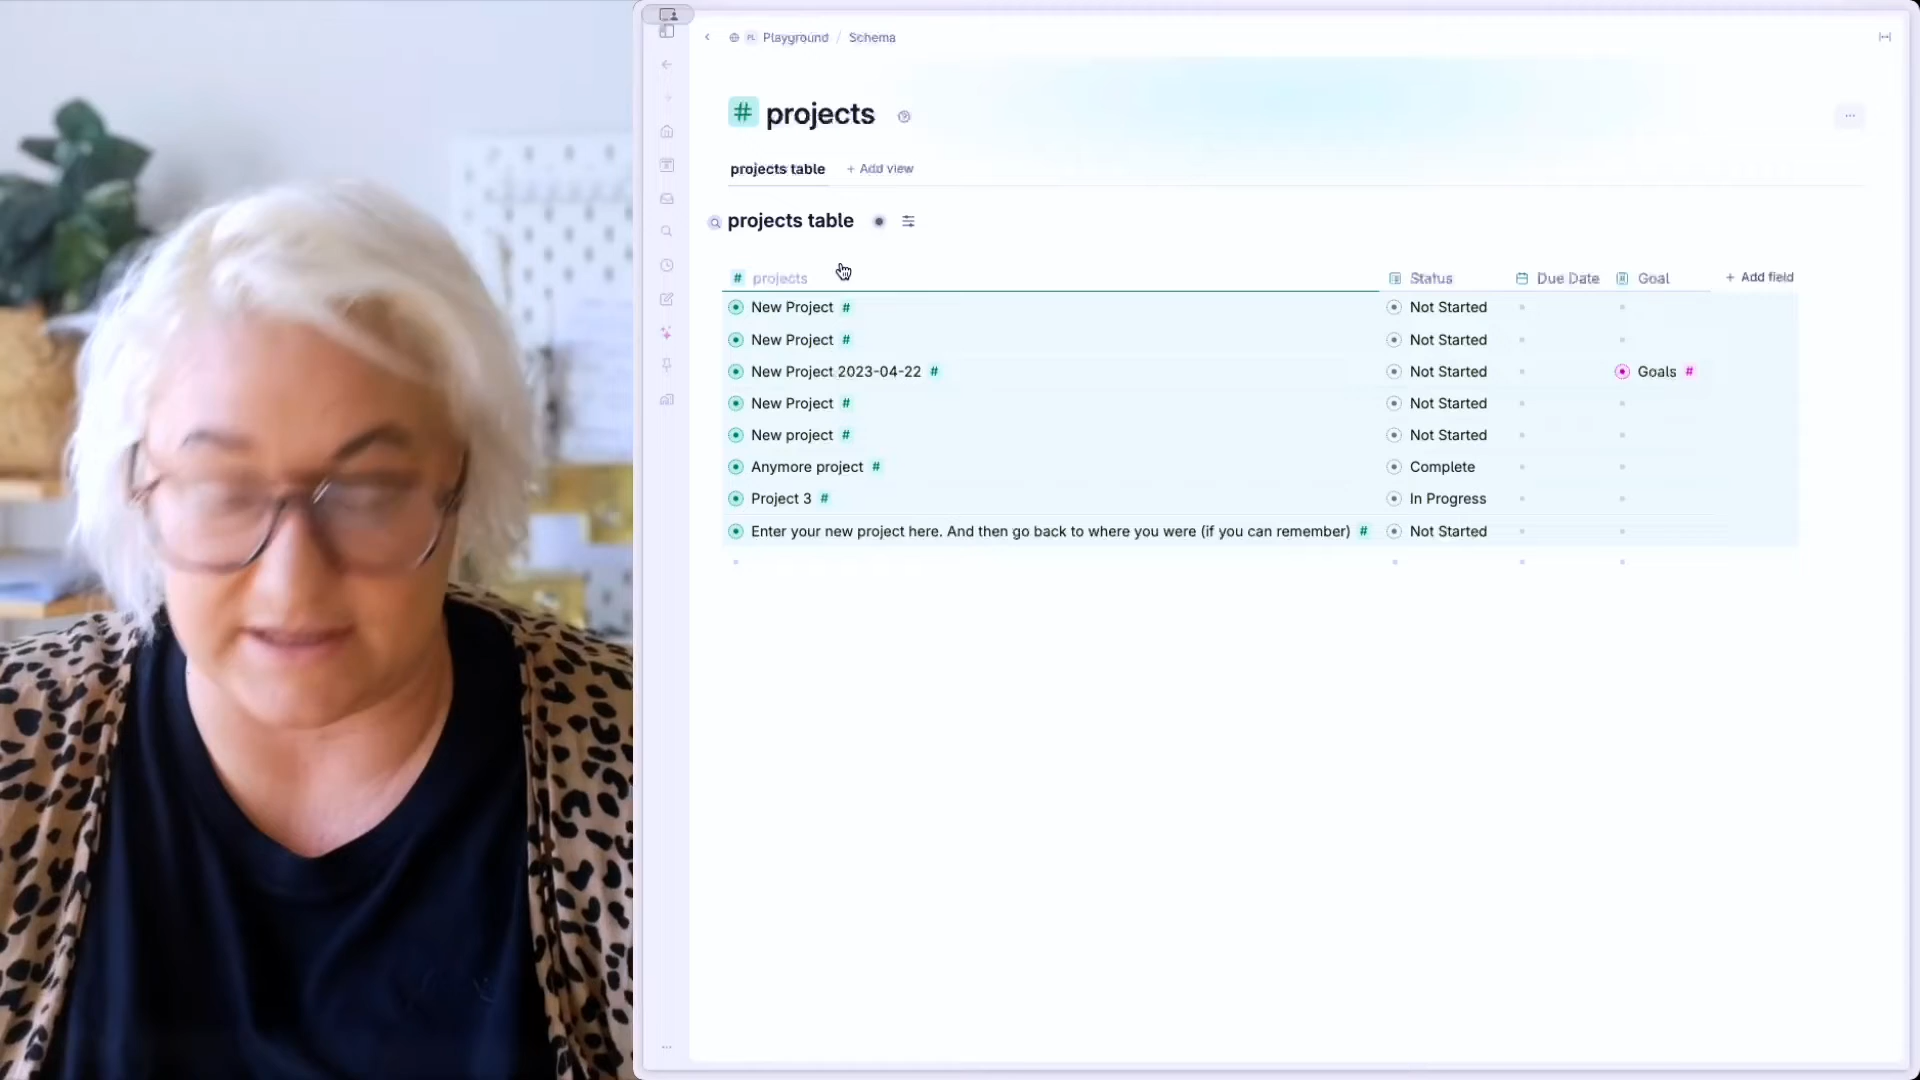 PL Playground / Schema
# projects
projects table + Add view
projects table
# projects Status Due Date Goal + Add field
New Project # Not Started
New Project # Not Started
New Project 2023-04-22 # Not Started Goals #
New Project # Not Started
New project # Not Started
Anymore project # Complete
Project 3 # In Progress
Enter your new project here. And then go back to where you were (if you can remember) # Not Started